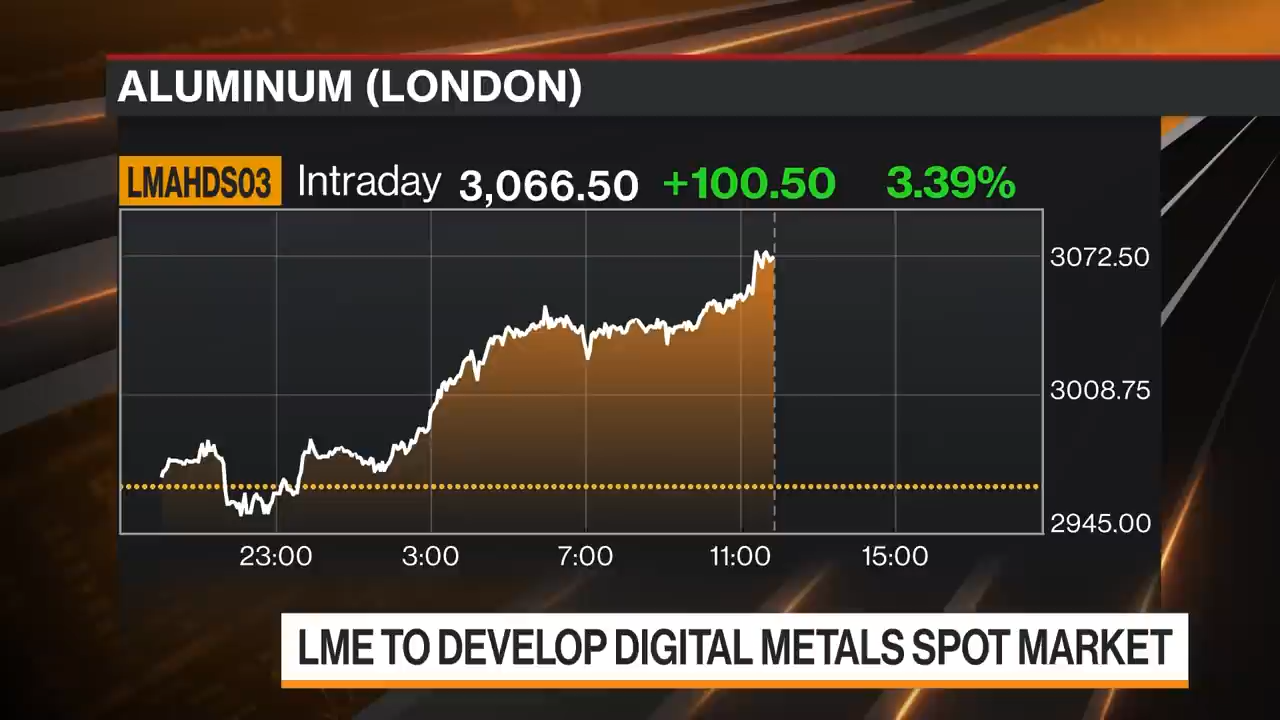 ALUMINUM (LONDON)
LMAHDS03 Intraday 3,066.50 +100.50 3.39%
3072.50
3008.75
2945.00
23:00 3:00 7:00 11:00 15:00
LME TO DEVELOP DIGITAL METALS SPOT MARKET